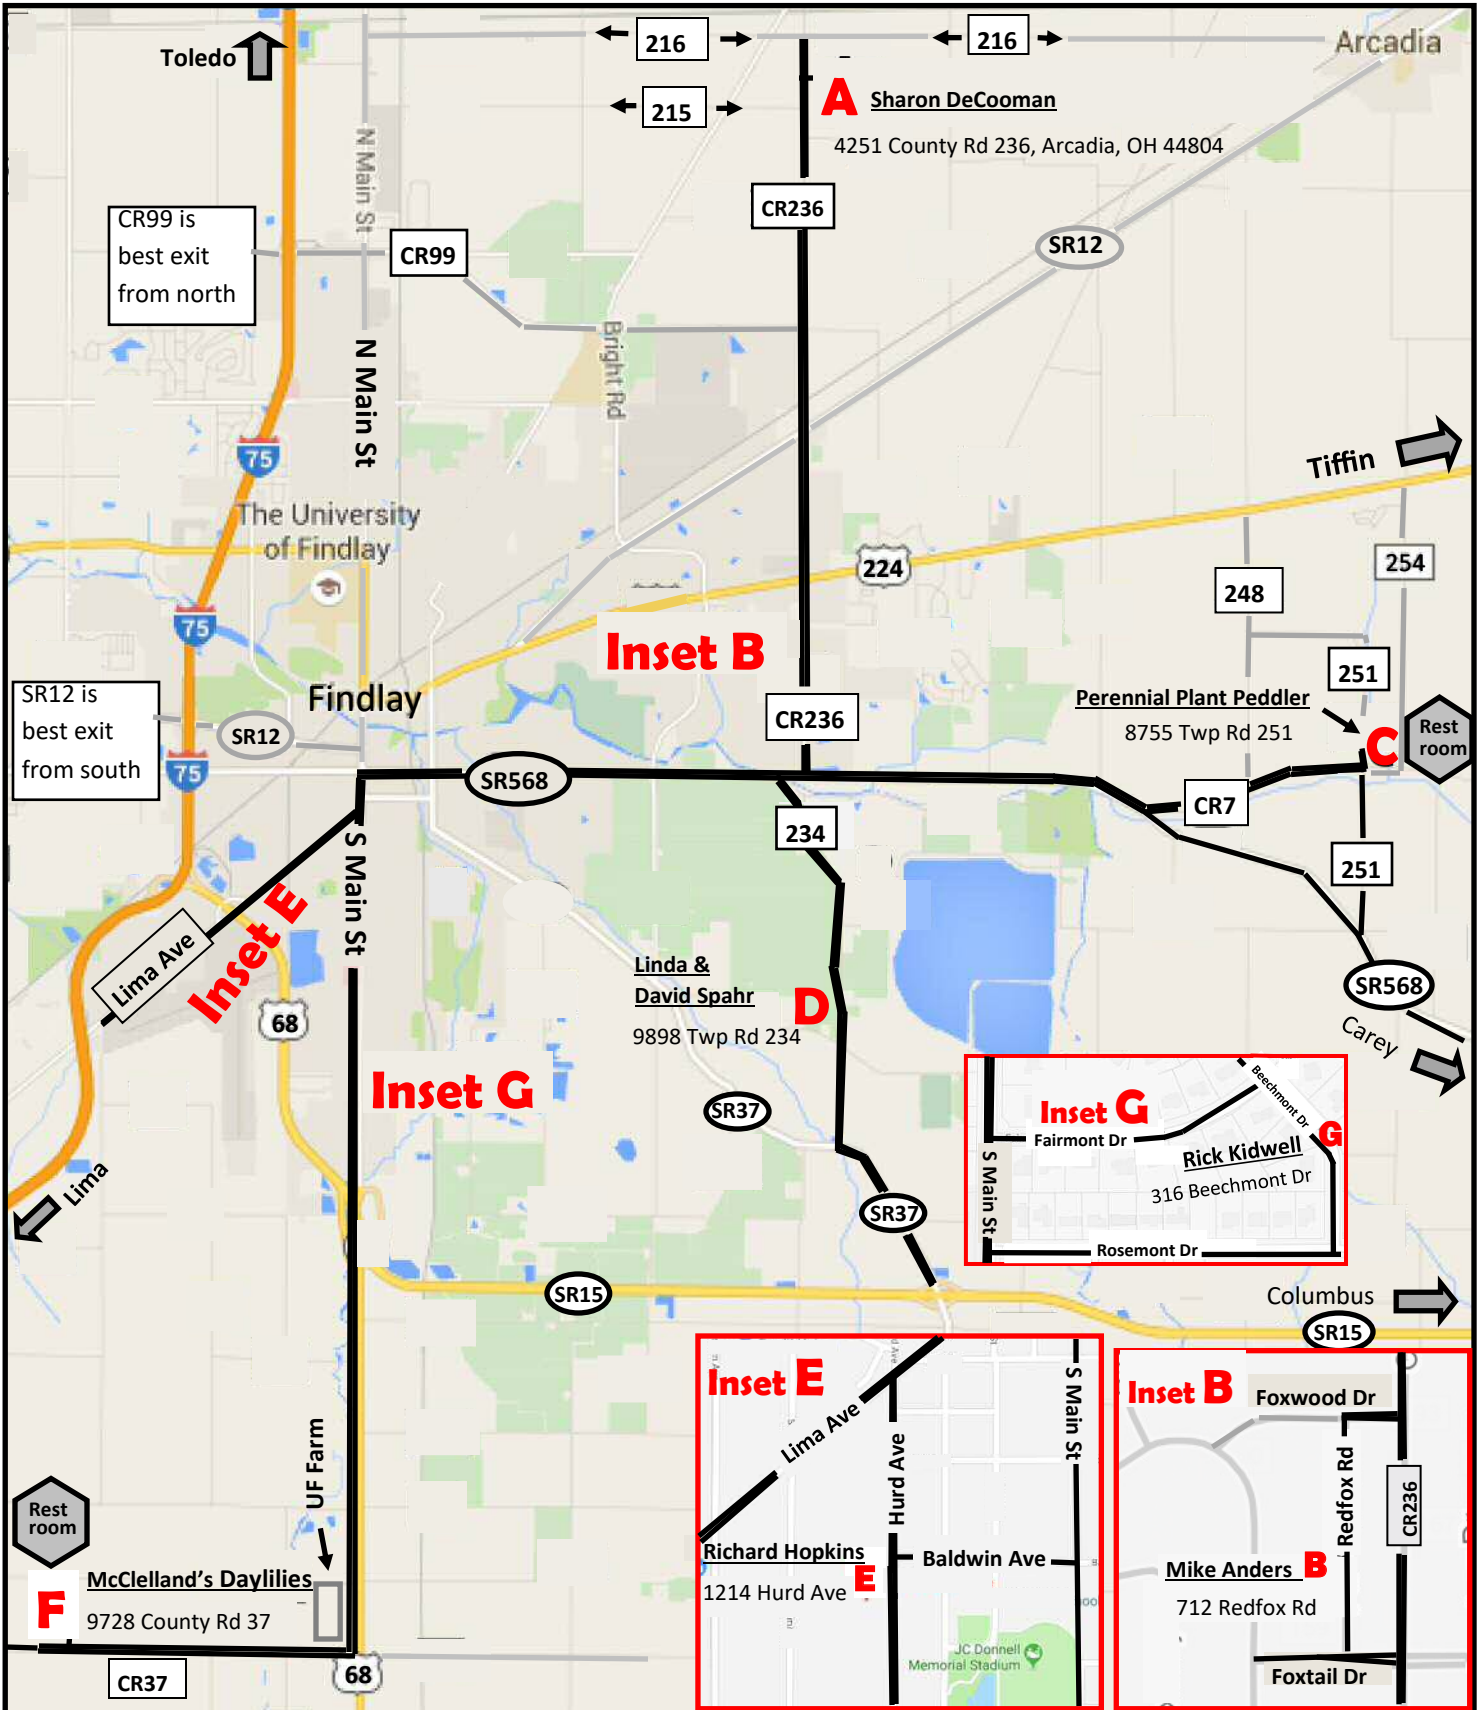 Toledo
216
216
Arcadia
215
A Sharon DeCooman
4251 County Rd 236, Arcadia, OH 44804
N Main St
CR236
CR99 is
best exit
from north
CR99
SR12
N Main St
Bright Rd
75
Tiffin
The University
of Findlay
224
254
248
75
Inset B
251
SR12 is
best exit
from south
Findlay
SR12
CR236
Perennial Plant Peddler
8755 Twp Rd 251
C
Rest
room
75
SR568
CR7
234
S Main St
251
Inset E
Lima Ave
Linda &
David Spahr
D
9898 Twp Rd 234
SR568
Carey
68
Inset G
SR37
Inset G
Beechmont Dr
Fairmont Dr
G
Rick Kidwell
316 Beechmont Dr
S Main St
Rosemont Dr
Lima
SR37
SR15
Columbus
SR15
Inset E
Lima Ave
Hurd Ave
S Main St
Richard Hopkins
1214 Hurd Ave E
Baldwin Ave
JC Donnell
Memorial Stadium
Inset B
Foxwood Dr
Redfox Rd
CR236
Mike Anders B
712 Redfox Rd
Foxtail Dr
UF Farm
Rest
room
F
McClelland's Daylilies
9728 County Rd 37
CR37
68